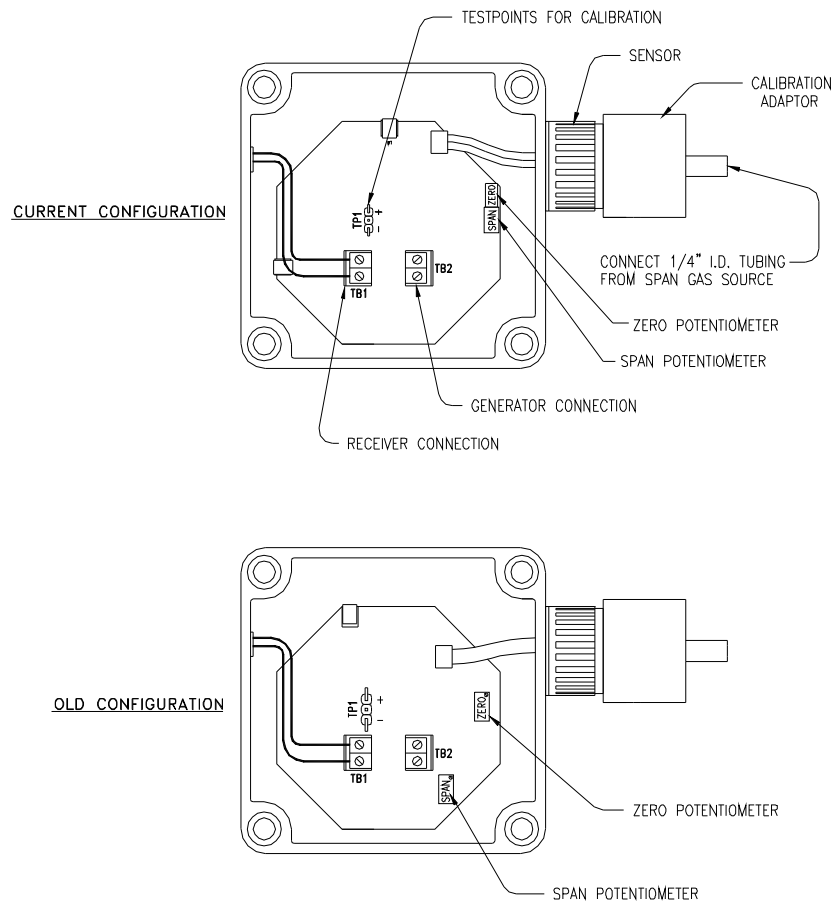 TESTPOINTS FOR CALIBRATION
SENSOR
CALIBRATION
ADAPTOR
CURRENT CONFIGURATION
TP1
+
-
ZERO
SPAN
TB1
TB2
CONNECT 1/4" I.D. TUBING
FROM SPAN GAS SOURCE
ZERO POTENTIOMETER
SPAN POTENTIOMETER
GENERATOR CONNECTION
RECEIVER CONNECTION
OLD CONFIGURATION
TP1
+
-
ZERO
TB1
TB2
SPAN
ZERO POTENTIOMETER
SPAN POTENTIOMETER